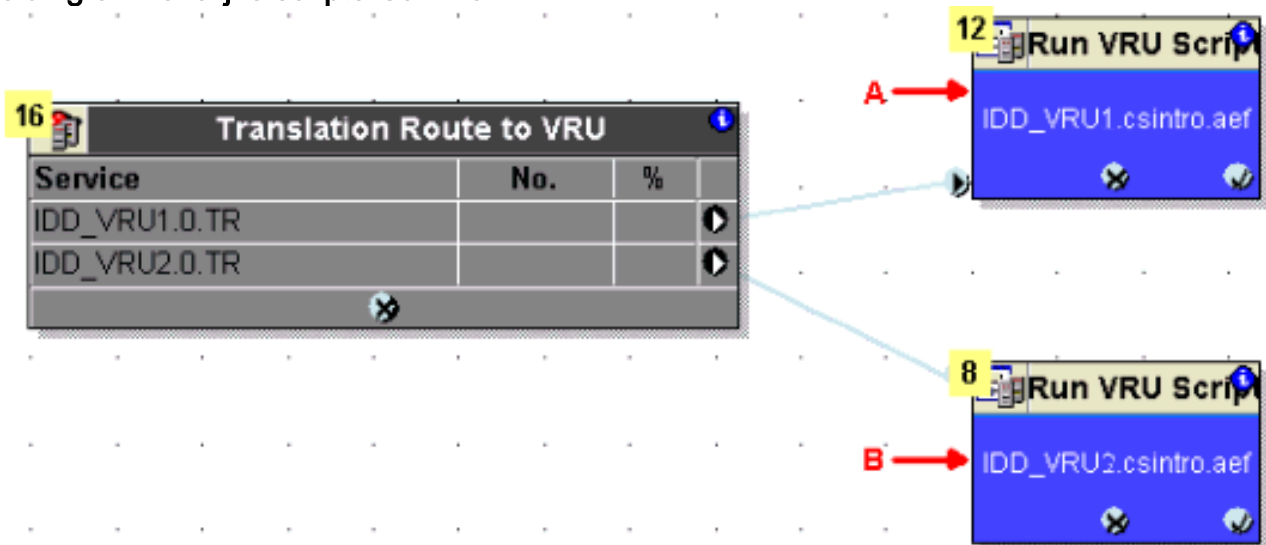 12
Run VRU Scrip
A
IDD_VRU1.csintro.aef
16
Translation Route to VRU
Service No. %
IDD_VRU1.0.TR
IDD_VRU2.0.TR
8
Run VRU Script
B
IDD_VRU2.csintro.aef